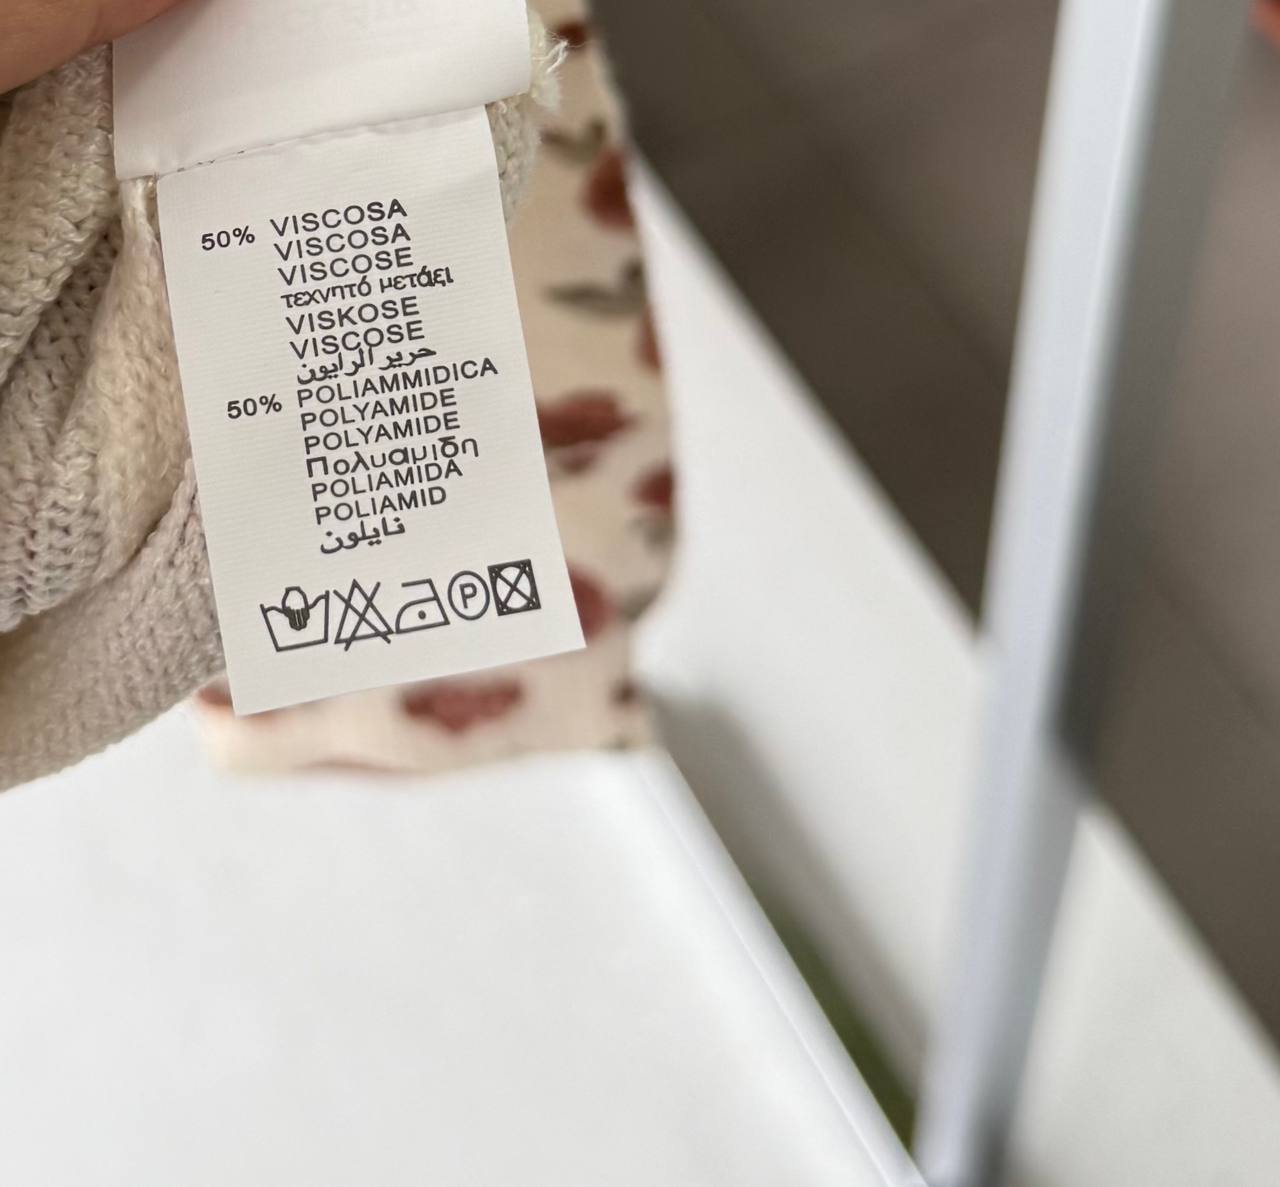 50% VISCOSA
VISCOSA
VISCOSE
τεχνητό μετάξι
VISKOSE
VISCOSE
حرير الرايون
50% POLIAMMIDICA
POLYAMIDE
POLYAMIDE
Πολυαμιδη
POLIAMIDA
POLIAMID
نايلون
P